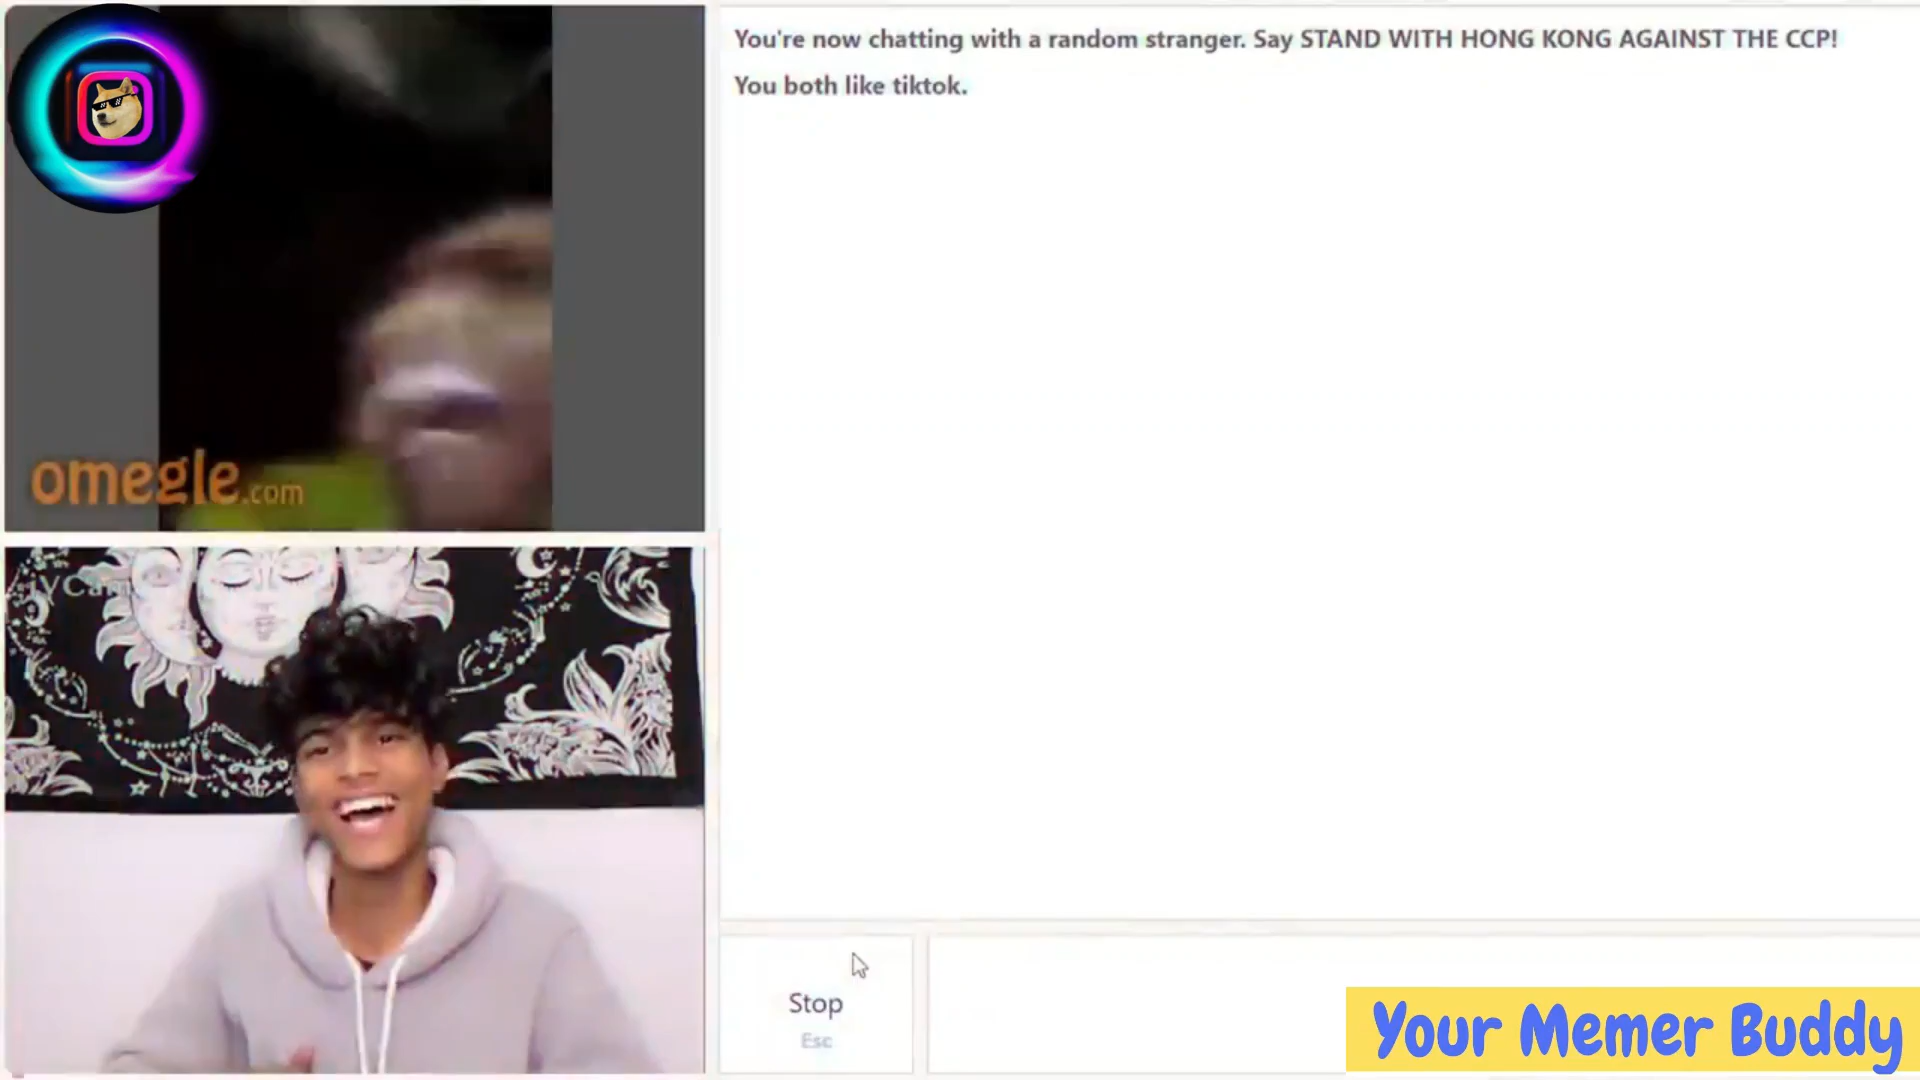 You're now chatting with a random stranger. Say STAND WITH HONG KONG AGAINST THE CCP!
You both like tiktok.
omegle.com
Stop
Esc
Your Memer Buddy